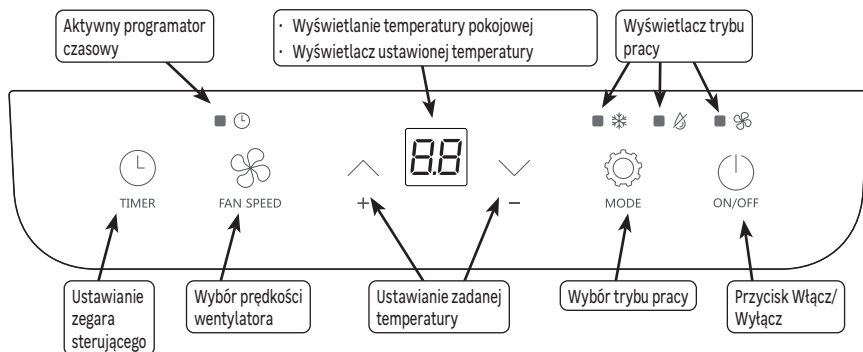 Aktywny programator
czasowy
· Wyświetlanie temperatury pokojowej
· Wyświetlacz ustawionej temperatury
Wyświetlacz trybu
pracy
8.8
TIMER
FAN SPEED
+
−
MODE
ON/OFF
Ustawianie
zegara
sterującego
Wybór prędkości
wentylatora
Ustawianie zadanej
temperatury
Wybór trybu pracy
Przycisk Włącz/
Wyłącz